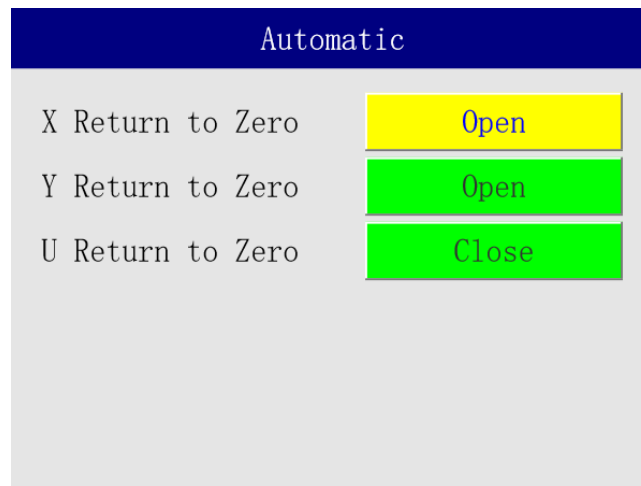 Automatic
X Return to Zero Open
Y Return to Zero Open
U Return to Zero Close